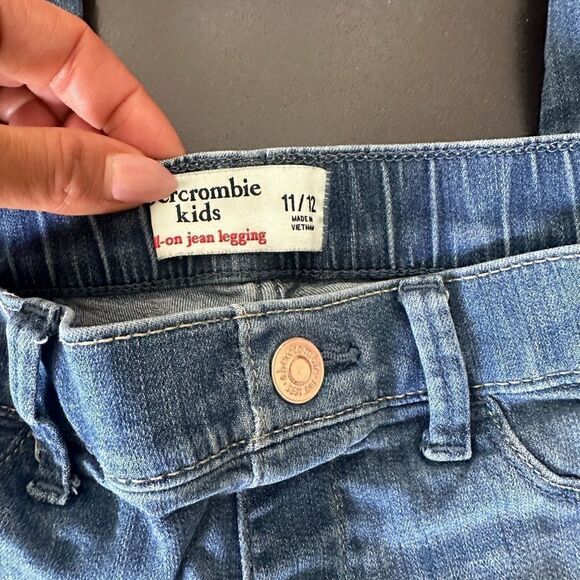 ercrombie
kids
11/12
MADE IN
VIETNAM
l-on jean legging